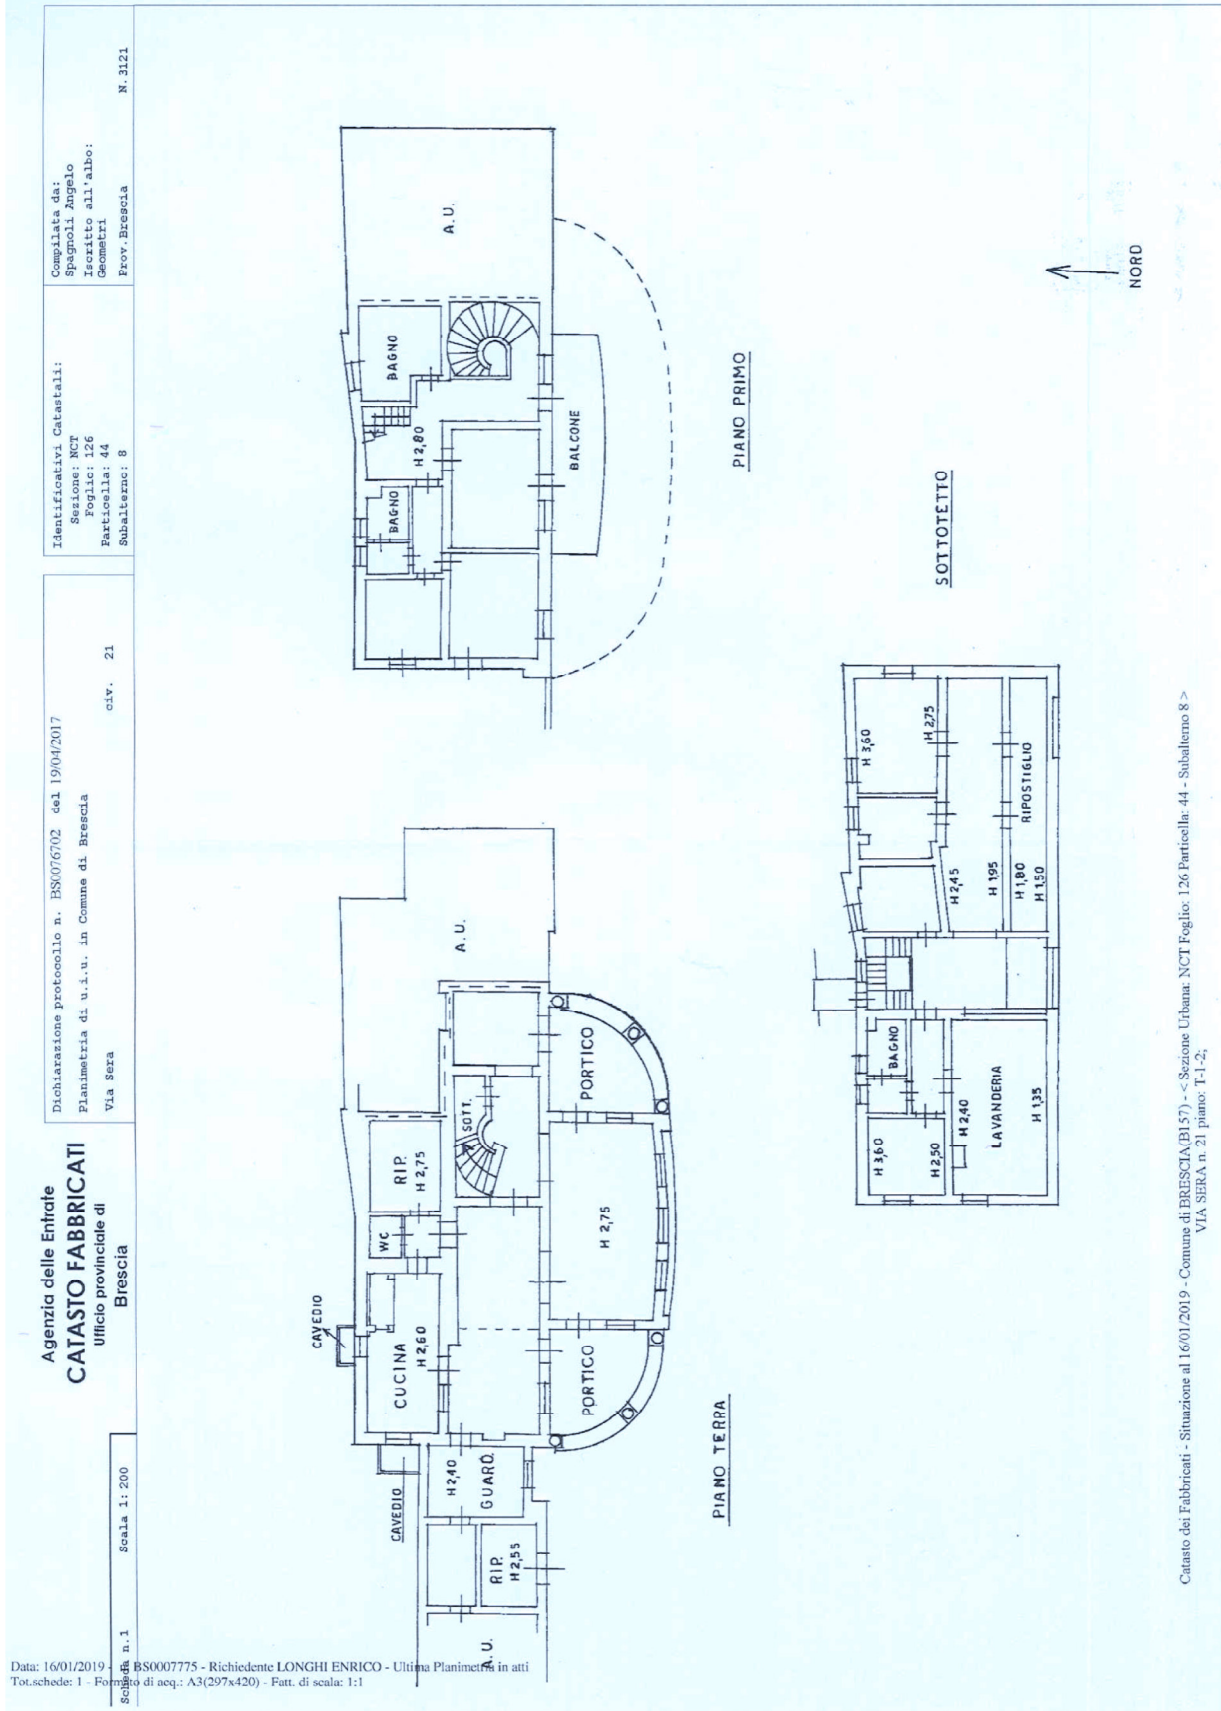 Agenzia delle Entrate
CATASTO FABBRICATI
Ufficio provinciale di
Brescia
Dichiarazione protocollo n. BS0076702 del 19/04/2017
Planimetria di u.i.u. in Comune di Brescia
Via Sera civ. 21
Identificativi Catastali:
Sezione: NCT
Foglio: 126
Particella: 44
Subalterno: 8
Compilata da:
Spagnoli Angelo
Iscritto all'albo:
Geometri
Prov. Brescia N. 3121
Scheda n.1 Scala 1:200
CAVEDIO
CAVEDIO
CUCINA
H 2,60
WC
RIP.
H 2,75
SOTT.
H 2,40
GUARD.
RIP.
H 2,55
A.U.
A.U.
PORTICO
H 2,75
PORTICO
PIANO TERRA
BAGNO
H 2,80
BAGNO
A.U.
BALCONE
PIANO PRIMO
H 3,60
H 2,50
BAGNO
H 2,40
LAVANDERIA
H 1,35
H 3,60
H 2,75
H 2,45
H 1,95
H 1,80
H 1,50
RIPOSTIGLIO
SOTTOTETTO
NORD
Data: 16/01/2019 - n. BS0007775 - Richiedente LONGHI ENRICO - Ultima Planimetria in atti
Tot.schede: 1 - Formato di acq.: A3(297x420) - Fatt. di scala: 1:1
Catasto dei Fabbricati - Situazione al 16/01/2019 - Comune di BRESCIA(B157) - < Sezione Urbana: NCT Foglio: 126 Particella: 44 - Subalterno 8 >
VIA SERA n. 21 piano: T-1-2;